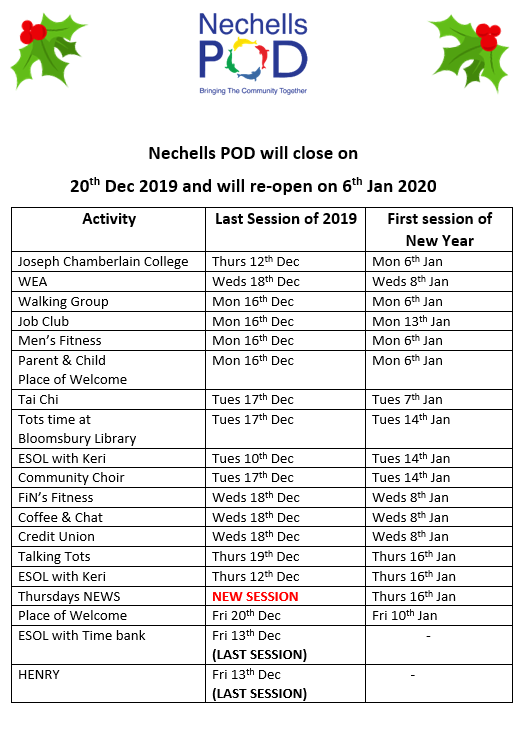 Nechells
POD
Bringing The Community Together
Nechells POD will close on
20th Dec 2019 and will re-open on 6th Jan 2020
Activity Last Session of 2019 First session of
New Year
Joseph Chamberlain College Thurs 12th Dec Mon 6th Jan
WEA Weds 18th Dec Weds 8th Jan
Walking Group Mon 16th Dec Mon 6th Jan
Job Club Mon 16th Dec Mon 13th Jan
Men's Fitness Mon 16th Dec Mon 6th Jan
Parent & Child Mon 16th Dec Mon 6th Jan
Place of Welcome
Tai Chi Tues 17th Dec Tues 7th Jan
Tots time at Tues 17th Dec Tues 14th Jan
Bloomsbury Library
ESOL with Keri Tues 10th Dec Tues 14th Jan
Community Choir Tues 17th Dec Tues 14th Jan
FiN's Fitness Weds 18th Dec Weds 8th Jan
Coffee & Chat Weds 18th Dec Weds 8th Jan
Credit Union Weds 18th Dec Weds 8th Jan
Talking Tots Thurs 19th Dec Thurs 16th Jan
ESOL with Keri Thurs 12th Dec Thurs 16th Jan
Thursdays NEWS NEW SESSION Thurs 16th Jan
Place of Welcome Fri 20th Dec Fri 10th Jan
ESOL with Time bank Fri 13th Dec -
(LAST SESSION)
HENRY Fri 13th Dec -
(LAST SESSION)